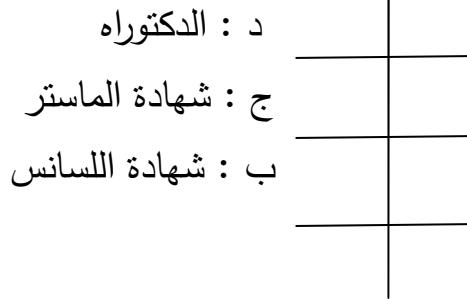 د : الدكتوراه
ج : شهادة الماستر
ب : شهادة اللسانس